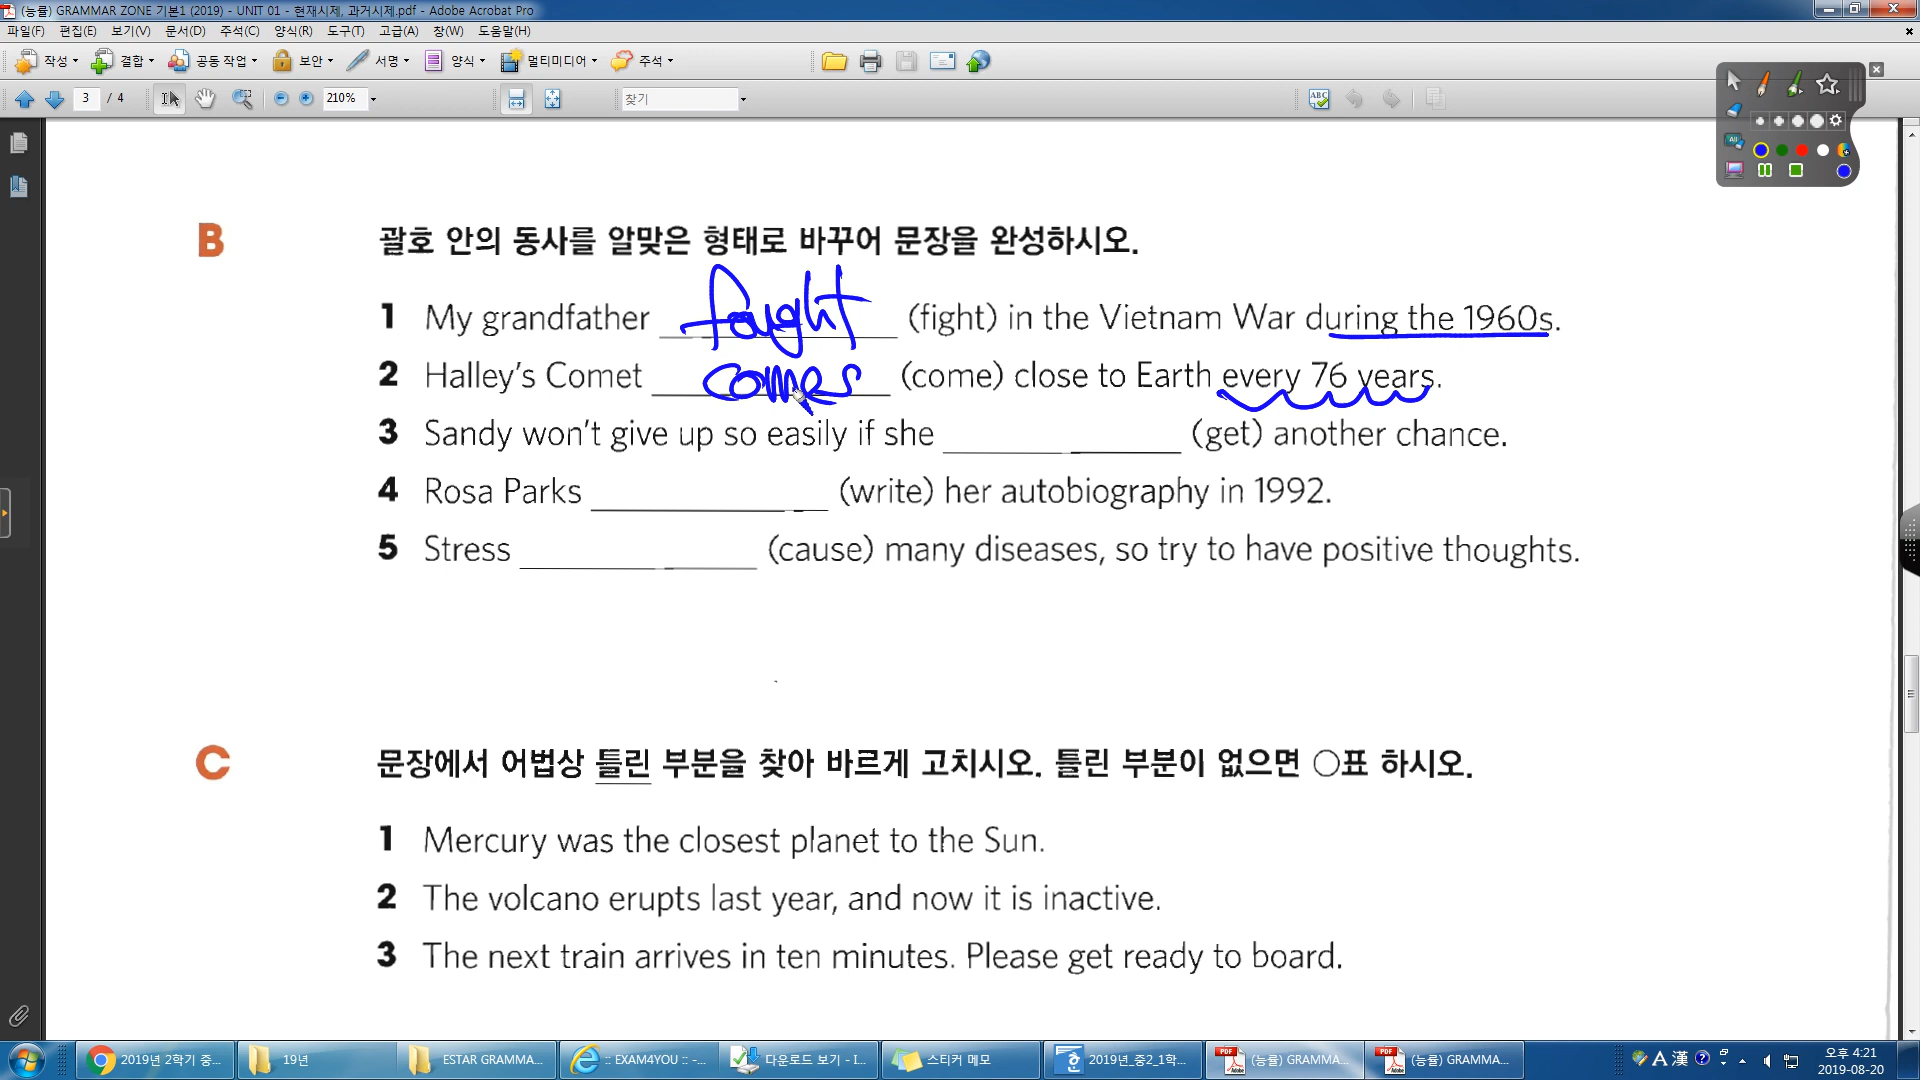 (능률) GRAMMAR ZONE 기본1 (2019) - UNIT 01 - 현재시제, 과거시제.pdf - Adobe Acrobat Pro
파일(F) 편집(E) 보기(V) 문서(D) 주석(C) 양식(R) 도구(T) 고급(A) 창(W) 도움말(H)
작성 결합 공동 작업 보안 서명 양식 멀티미디어 주석
3 / 4 210% 찾기
B 괄호 안의 동사를 알맞은 형태로 바꾸어 문장을 완성하시오.
1 My grandfather fought (fight) in the Vietnam War during the 1960s.
2 Halley's Comet comes (come) close to Earth every 76 years.
3 Sandy won't give up so easily if she ____________ (get) another chance.
4 Rosa Parks ____________ (write) her autobiography in 1992.
5 Stress ____________ (cause) many diseases, so try to have positive thoughts.
C 문장에서 어법상 틀린 부분을 찾아 바르게 고치시오. 틀린 부분이 없으면 ○표 하시오.
1 Mercury was the closest planet to the Sun.
2 The volcano erupts last year, and now it is inactive.
3 The next train arrives in ten minutes. Please get ready to board.
2019년 2학기 중... 19년 ESTAR GRAMMA... :: EXAM4YOU :: -... 다운로드 보기 - I... 스티커 메모 2019년_중2_1학... (능률) GRAMMA... (능률) GRAMMA... A 漢 오후 4:21
2019-08-20